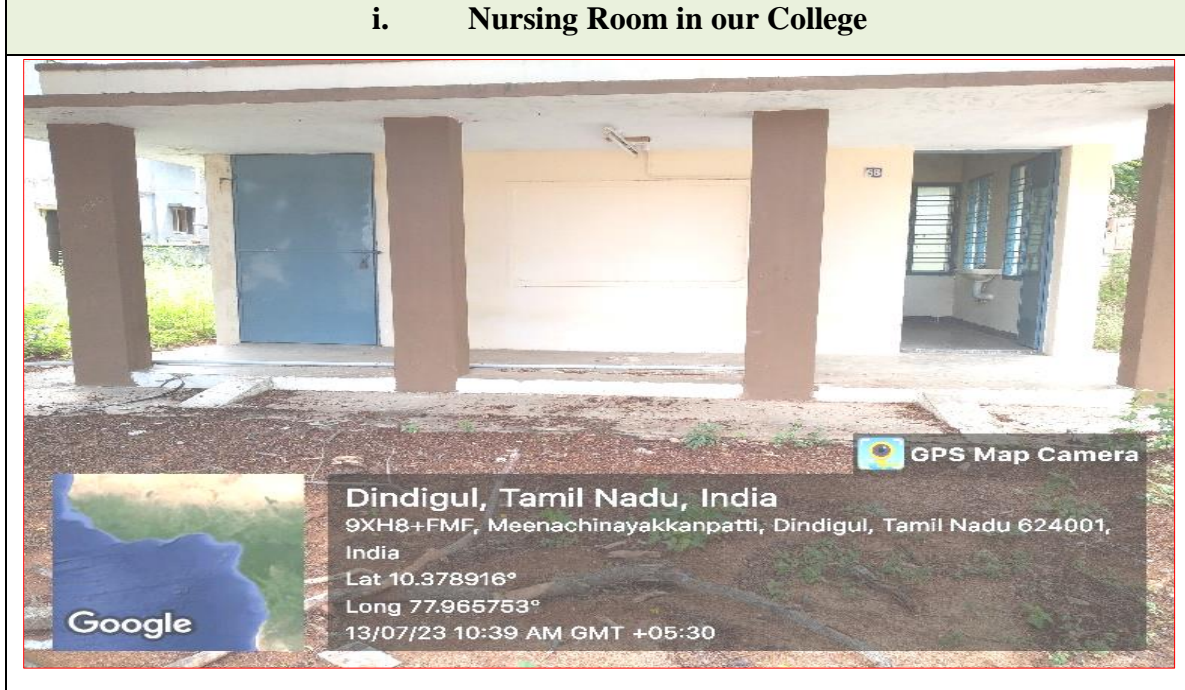 i. Nursing Room in our College
GPS Map Camera
Dindigul, Tamil Nadu, India
9XH8+FMF, Meenachinayakkanpatti, Dindigul, Tamil Nadu 624001,
India
Lat 10.378916°
Long 77.965753°
13/07/23 10:39 AM GMT +05:30
Google